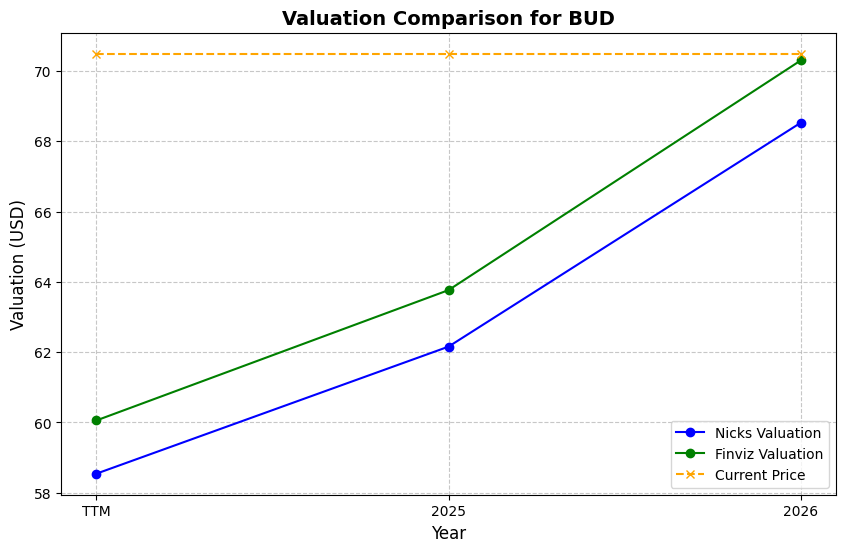 Valuation Comparison for BUD
Valuation (USD)
70
68
66
64
62
60
58
TTM
2025
2026
Year
Nicks Valuation
Finviz Valuation
Current Price